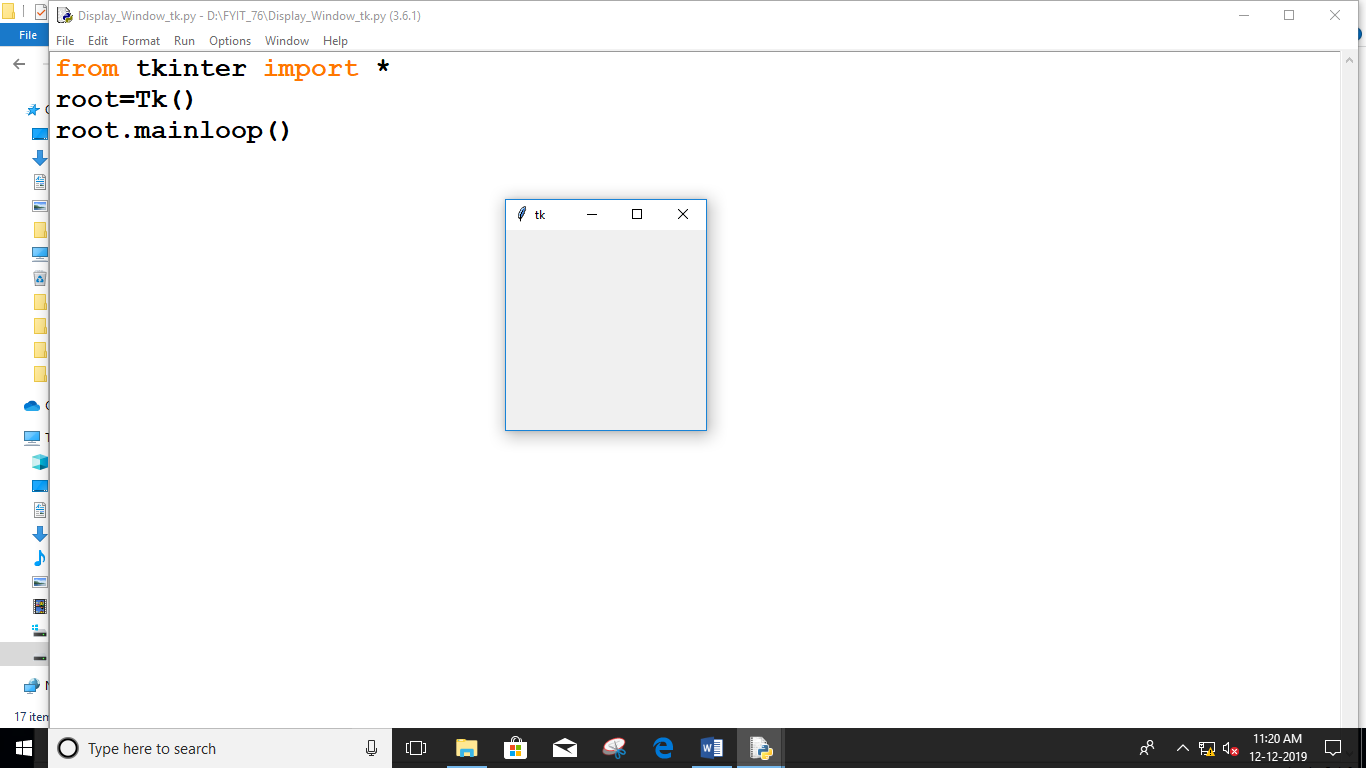 Display_Window_tk.py - D:\FYIT_76\Display_Window_tk.py (3.6.1)
File
File Edit Format Run Options Window Help
from tkinter import *
root=Tk()
root.mainloop()
tk
17
Type here to search
11:20 AM
12-12-2019